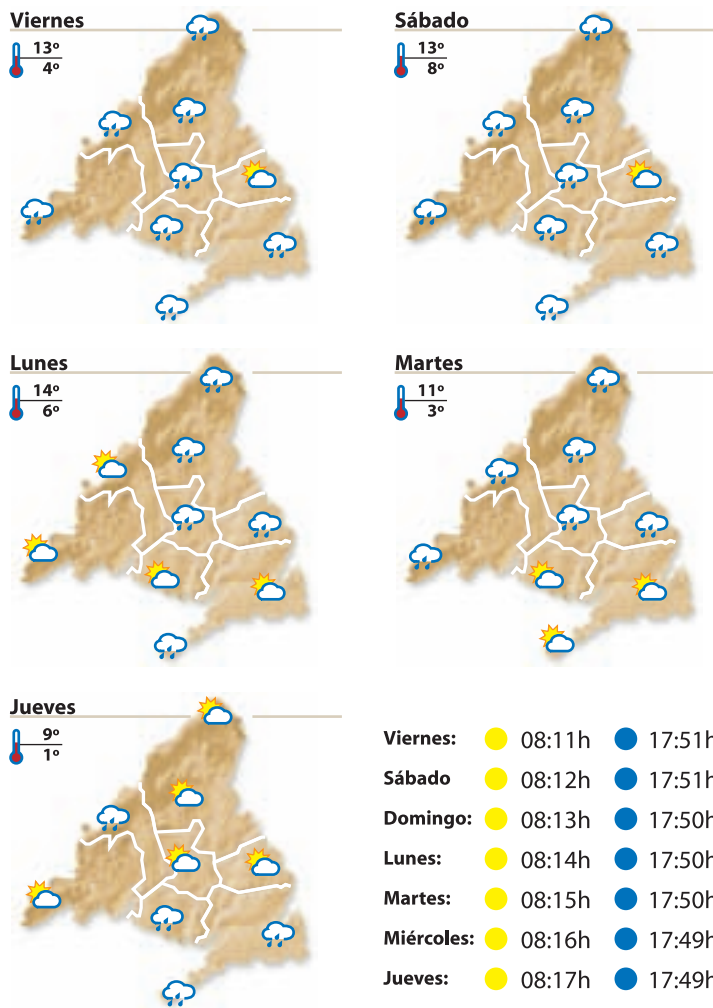 Viernes
13º
4º
Sábado
13º
8º
Lunes
14º
6º
Martes
11º
3º
Jueves
9º
1º
Viernes: 08:11h 17:51h
Sábado 08:12h 17:51h
Domingo: 08:13h 17:50h
Lunes: 08:14h 17:50h
Martes: 08:15h 17:50h
Miércoles: 08:16h 17:49h
Jueves: 08:17h 17:49h